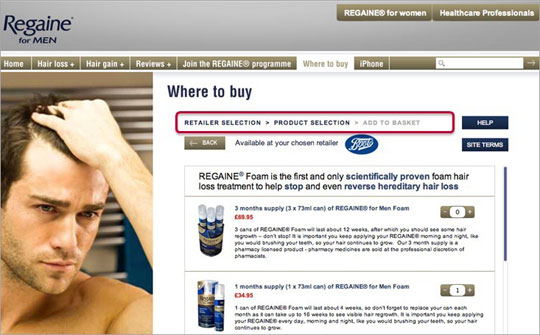 REGAINE® for women
Healthcare Professionals
Regaine®
for MEN
Home
Hair loss +
Hair gain +
Reviews +
Join the REGAINE® programme
Where to buy
iPhone
Where to buy
RETAILER SELECTION > PRODUCT SELECTION > ADD TO BASKET
HELP
← BACK
Available at your chosen retailer
Boots
SITE TERMS
REGAINE® Foam is the first and only scientifically proven foam hair
loss treatment to help stop and even reverse hereditary hair loss
3 months supply (3 x 73ml can) of REGAINE® for Men Foam
£69.95
- 0 +
3 cans of REGAINE® Foam will last about 12 weeks, after which you should see some hair
regrowth – don't stop! It is important you keep applying your REGAINE® morning and night, like
you would brushing your teeth, so your hair continues to grow. Our 3 month supply is a
pharmacy licensed product - pharmacy medicines are sold at the professional discretion of
pharmacists.
1 months supply (1 x 73ml can) of REGAINE® for Men Foam
£34.95
- 1 +
1 can of REGAINE® Foam will last about 4 weeks, so don't forget to replace your can each
month as it can take up to 16 weeks to see visible hair regrowth. It is important you keep
applying your REGAINE® every day, morning and night, like you would brushing your teeth, so your
hair continues to grow.